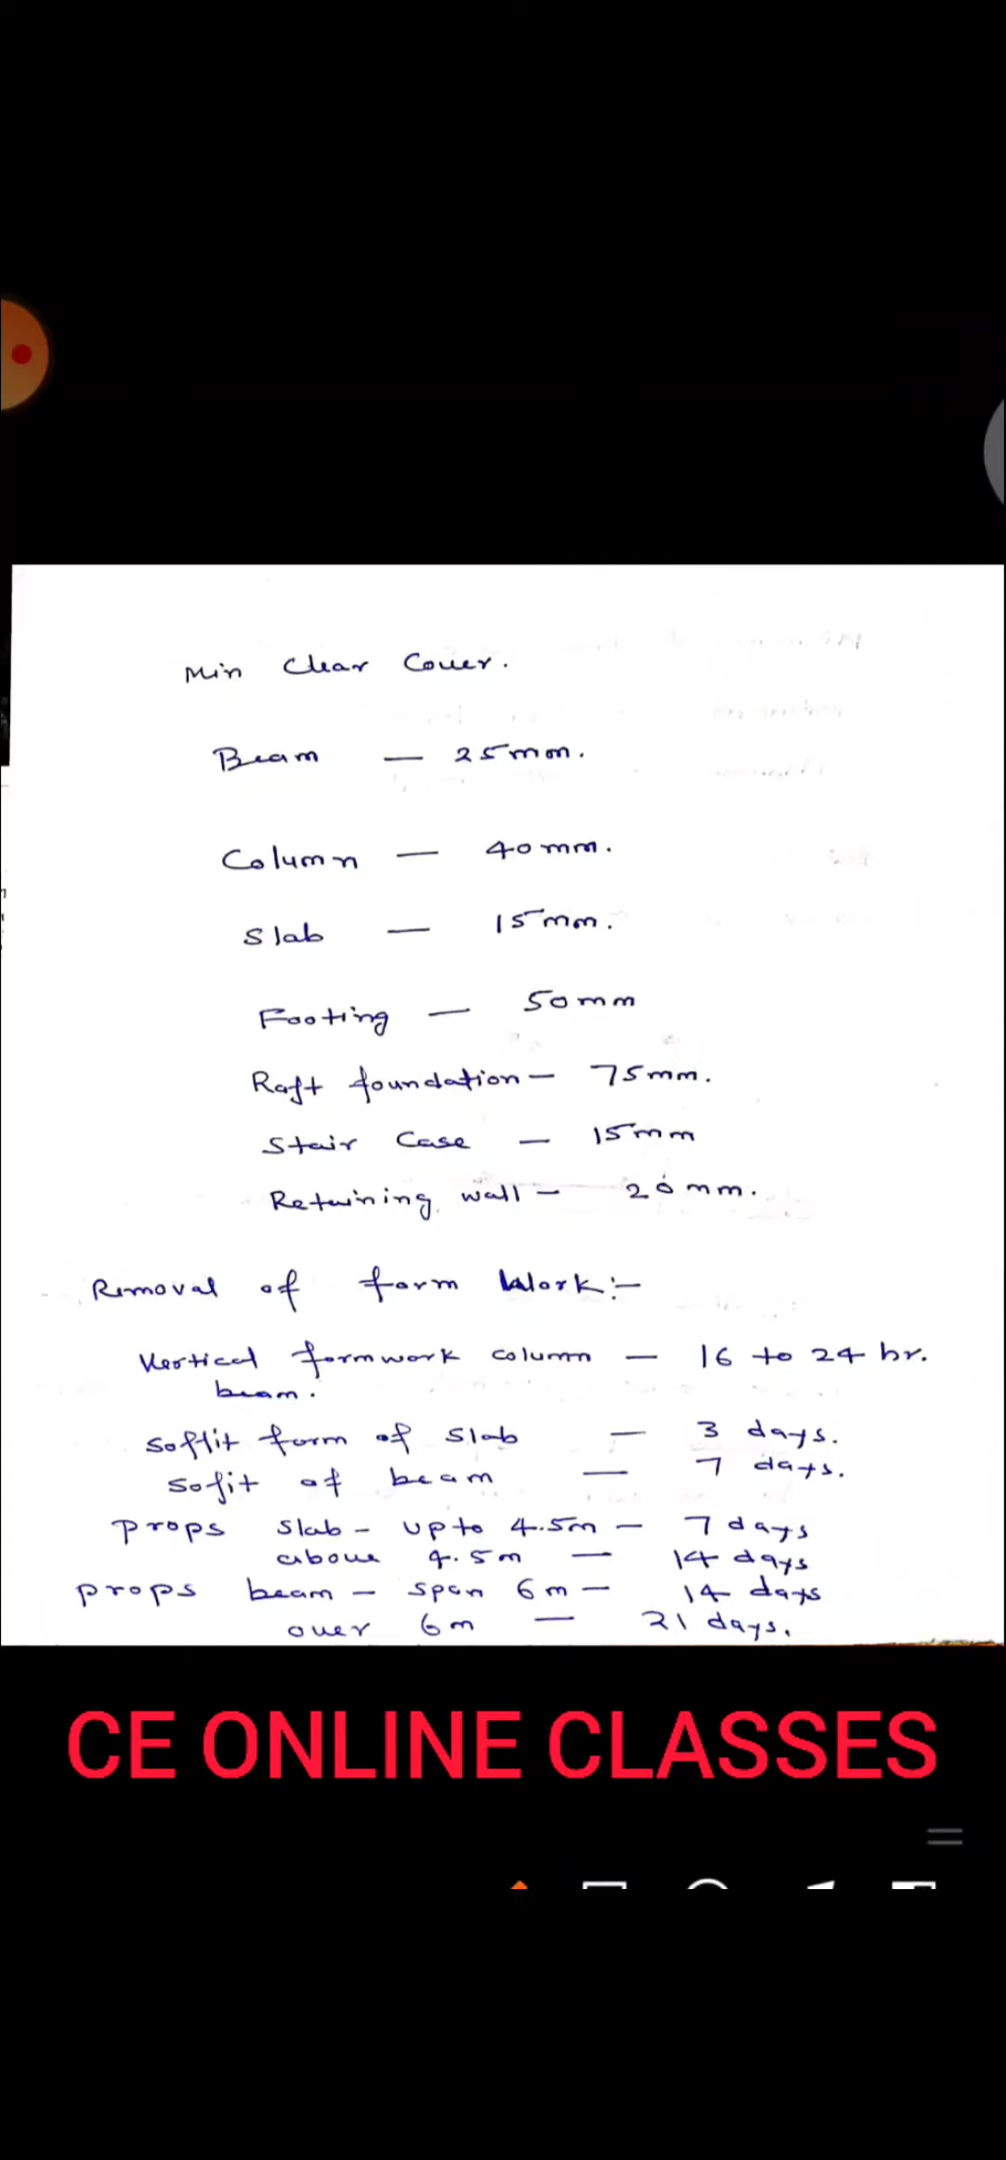 Min Clear Cover.
Beam — 25mm.
Column — 40mm.
Slab — 15mm.
Footing — 50mm
Raft foundation — 75mm.
Stair Case — 15mm
Retaining wall — 20mm.
Removal of form Work:-
Vertical formwork column — 16 to 24 hr.
beam.
Soffit form of slab — 3 days.
Sofit of beam — 7 days.
Props slab - upto 4.5m — 7 days
above 4.5m — 14 days
props beam - span 6m — 14 days
over 6m — 21 days.
CE ONLINE CLASSES